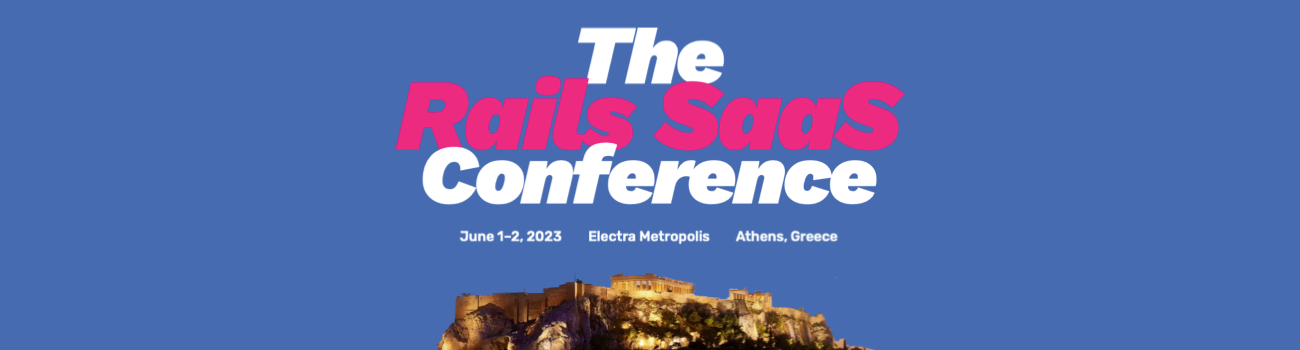 The
Rails SaaS
Conference
June 1–2, 2023 Electra Metropolis Athens, Greece